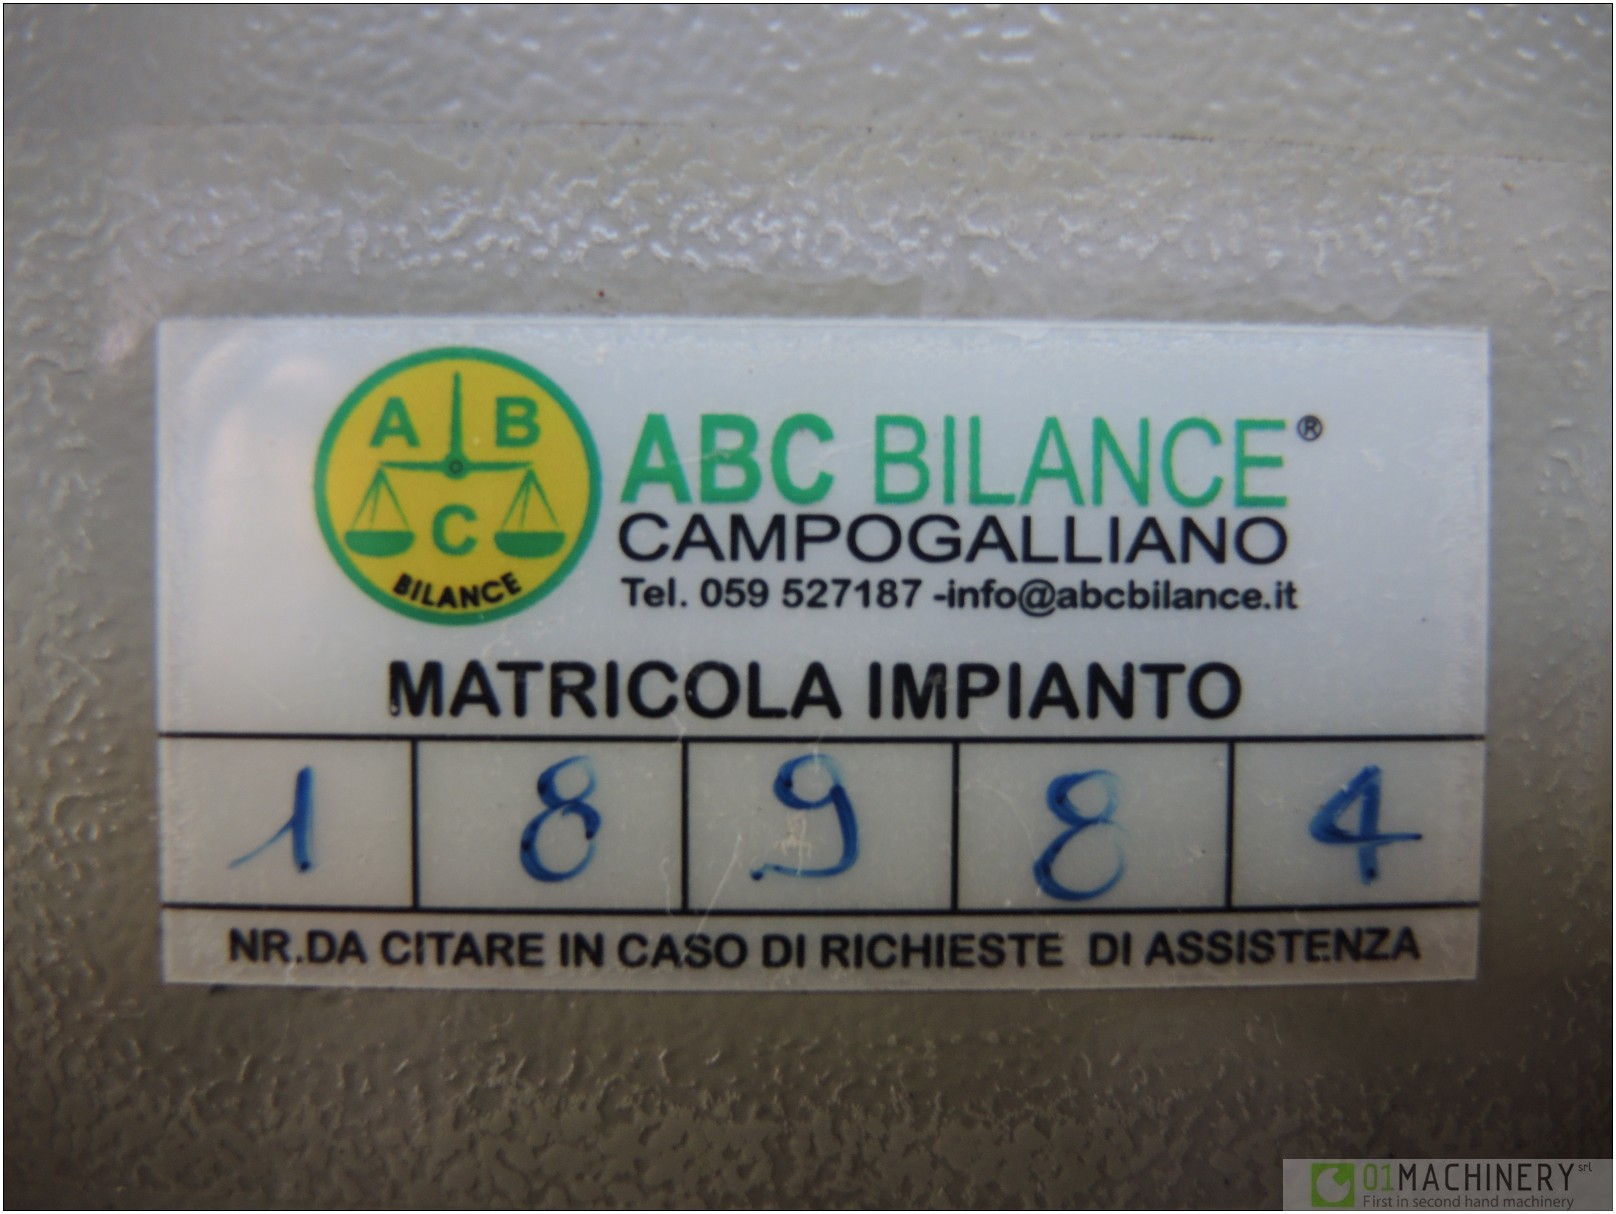 A B
C
BILANCE
ABC BILANCE®
CAMPOGALLIANO
Tel. 059 527187 -info@abcbilance.it
MATRICOLA IMPIANTO
1 8 9 8 4
NR.DA CITARE IN CASO DI RICHIESTE DI ASSISTENZA
01MACHINERY srl
First in second hand machinery